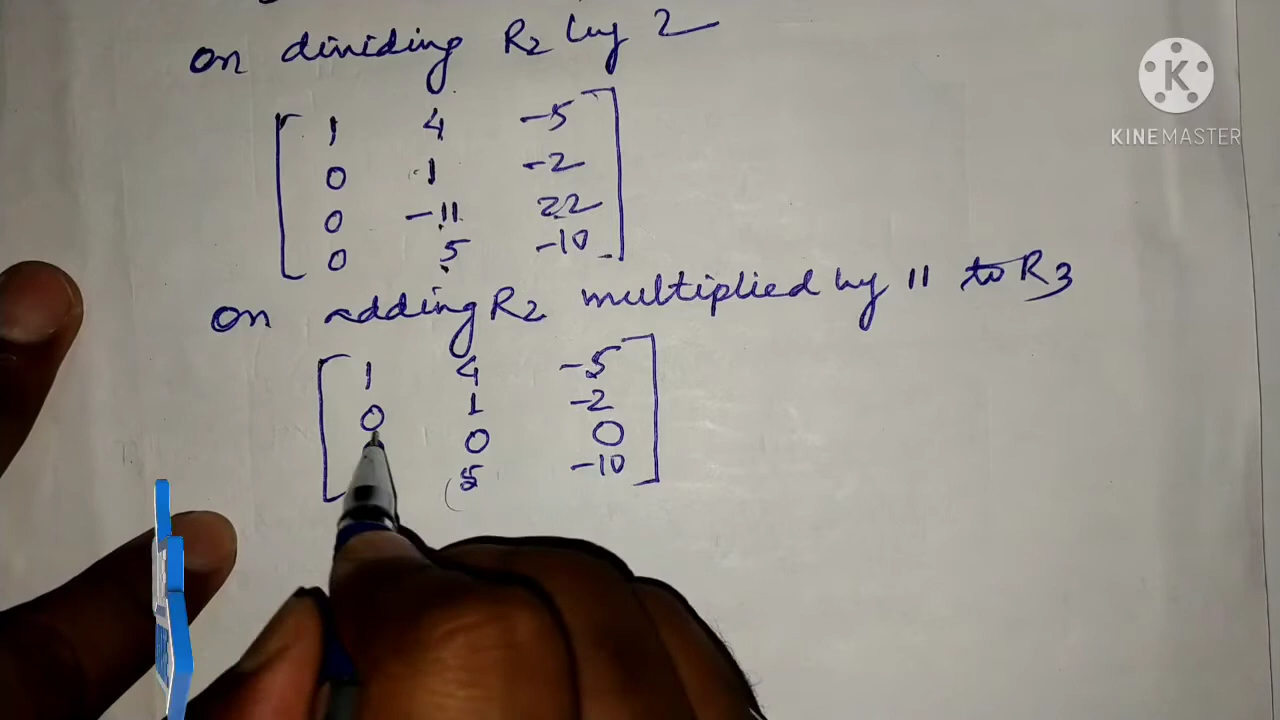 on dividing R2 by 2
1 4 -5
0 1 -2
0 -11 22
0 5 -10
on adding R2 multiplied by 11 to R3
1 4 -5
0 1 -2
0 0
5 -10
K
KINEMASTER